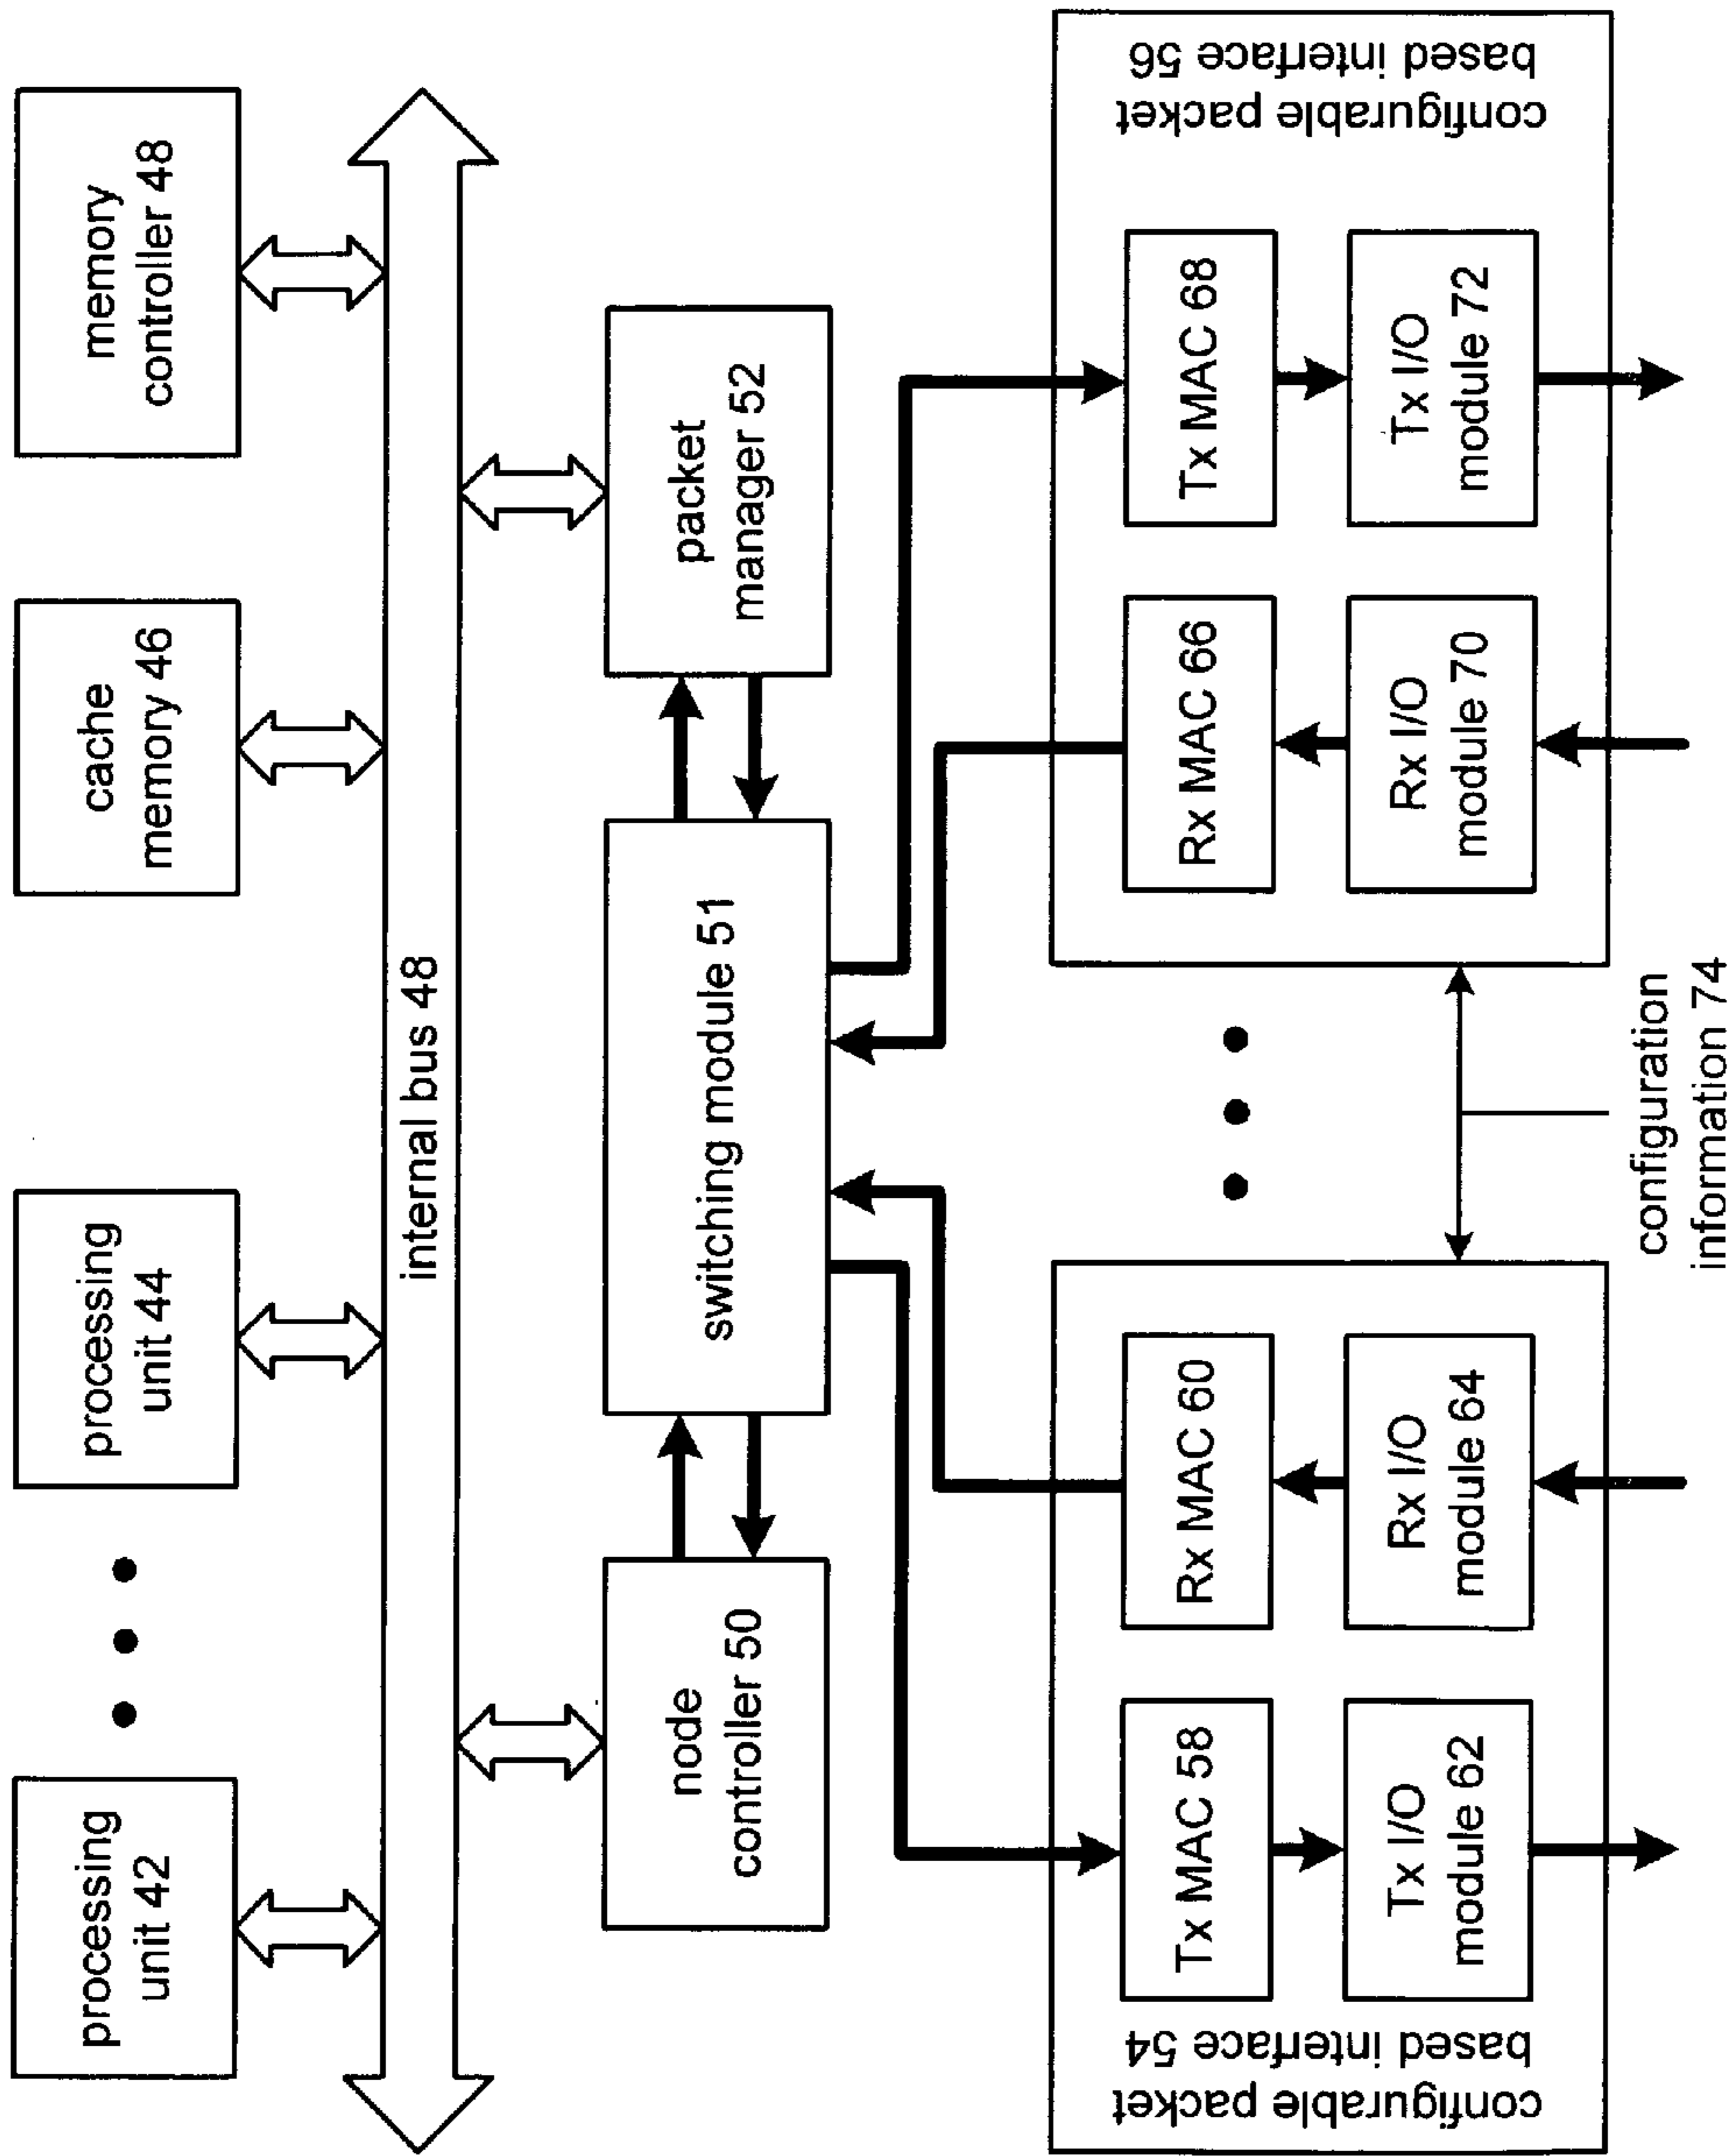 processing
unit 42
processing
unit 44
cache
memory 46
memory
controller 48
internal bus 48
node
controller 50
switching module 51
packet
manager 52
configurable packet
based interface 54
Tx MAC 58
Rx MAC 60
Tx I/O
module 62
Rx I/O
module 64
configuration
information 74
Rx MAC 66
Tx MAC 68
Rx I/O
module 70
Tx I/O
module 72
configurable packet
based interface 56